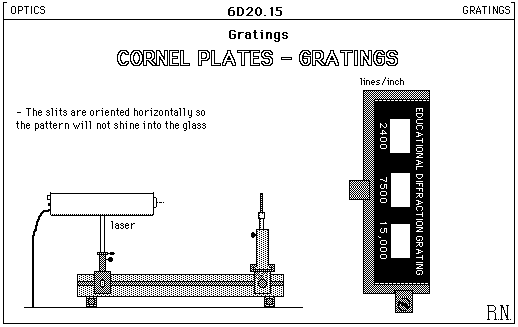 OPTICS
6D20.15
GRATINGS
Gratings
CORNEL PLATES - GRATINGS
lines/inch
- The slits are oriented horizontally so
the pattern will not shine into the glass
EDUCATIONAL DIFFRACTION GRATING
2400
7500
15,000
laser
R.N.